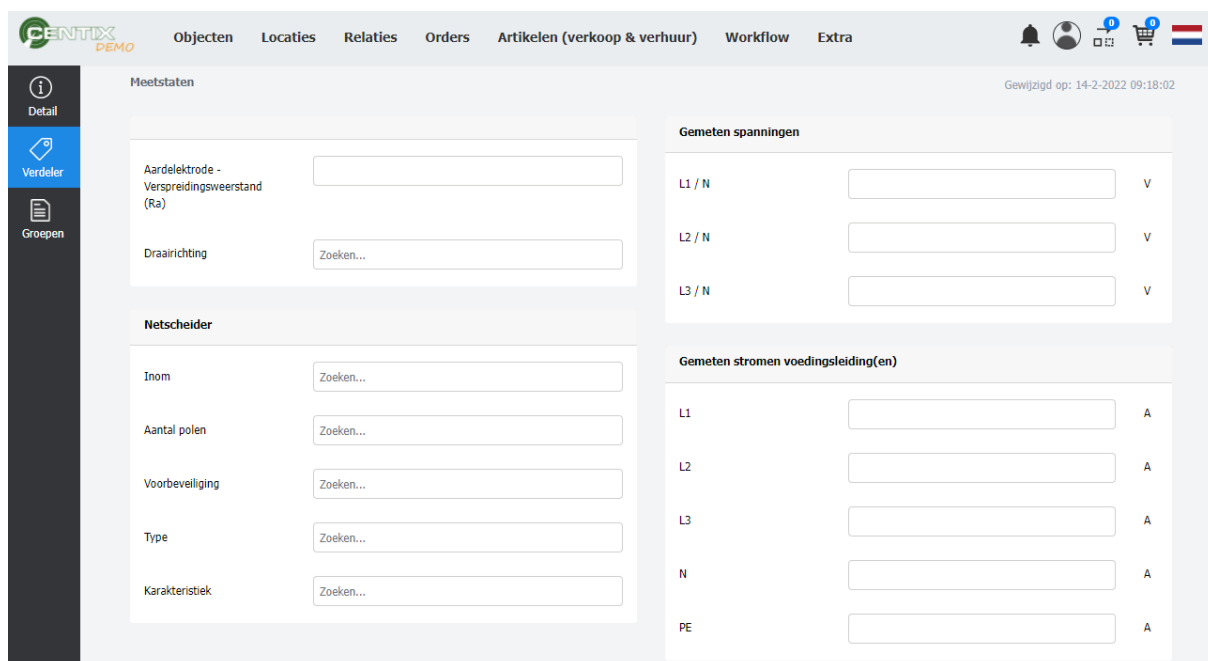 CENTIX
DEMO
Objecten Locaties Relaties Orders Artikelen (verkoop & verhuur) Workflow Extra
0
0
Detail
Verdeler
Groepen
Meetstaten
Gewijzigd op: 14-2-2022 09:18:02
Aardelektrode -
Verspreidingsweerstand
(Ra)
Draairichting Zoeken...
Netscheider
Inom Zoeken...
Aantal polen Zoeken...
Voorbeveiliging Zoeken...
Type Zoeken...
Karakteristiek Zoeken...
Gemeten spanningen
L1 / N V
L2 / N V
L3 / N V
Gemeten stromen voedingsleiding(en)
L1 A
L2 A
L3 A
N A
PE A